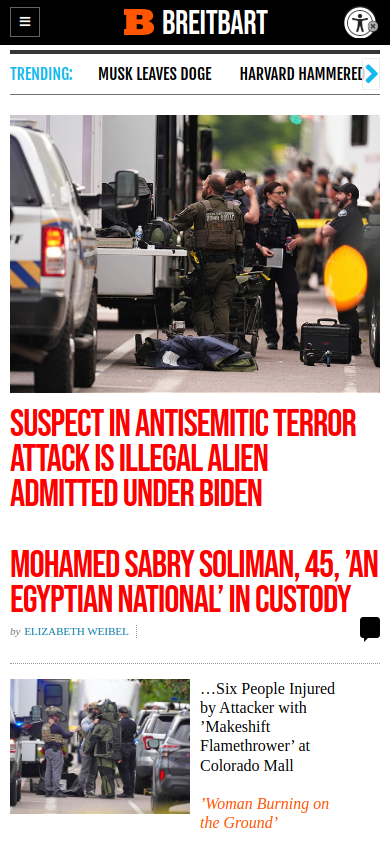 B BREITBART
TRENDING: MUSK LEAVES DOGE HARVARD HAMMERED
SUSPECT IN ANTISEMITIC TERROR
ATTACK IS ILLEGAL ALIEN
ADMITTED UNDER BIDEN
MOHAMED SABRY SOLIMAN, 45, ’AN
EGYPTIAN NATIONAL’ IN CUSTODY
by ELIZABETH WEIBEL
…Six People Injured
by Attacker with
’Makeshift
Flamethrower’ at
Colorado Mall
’Woman Burning on
the Ground’